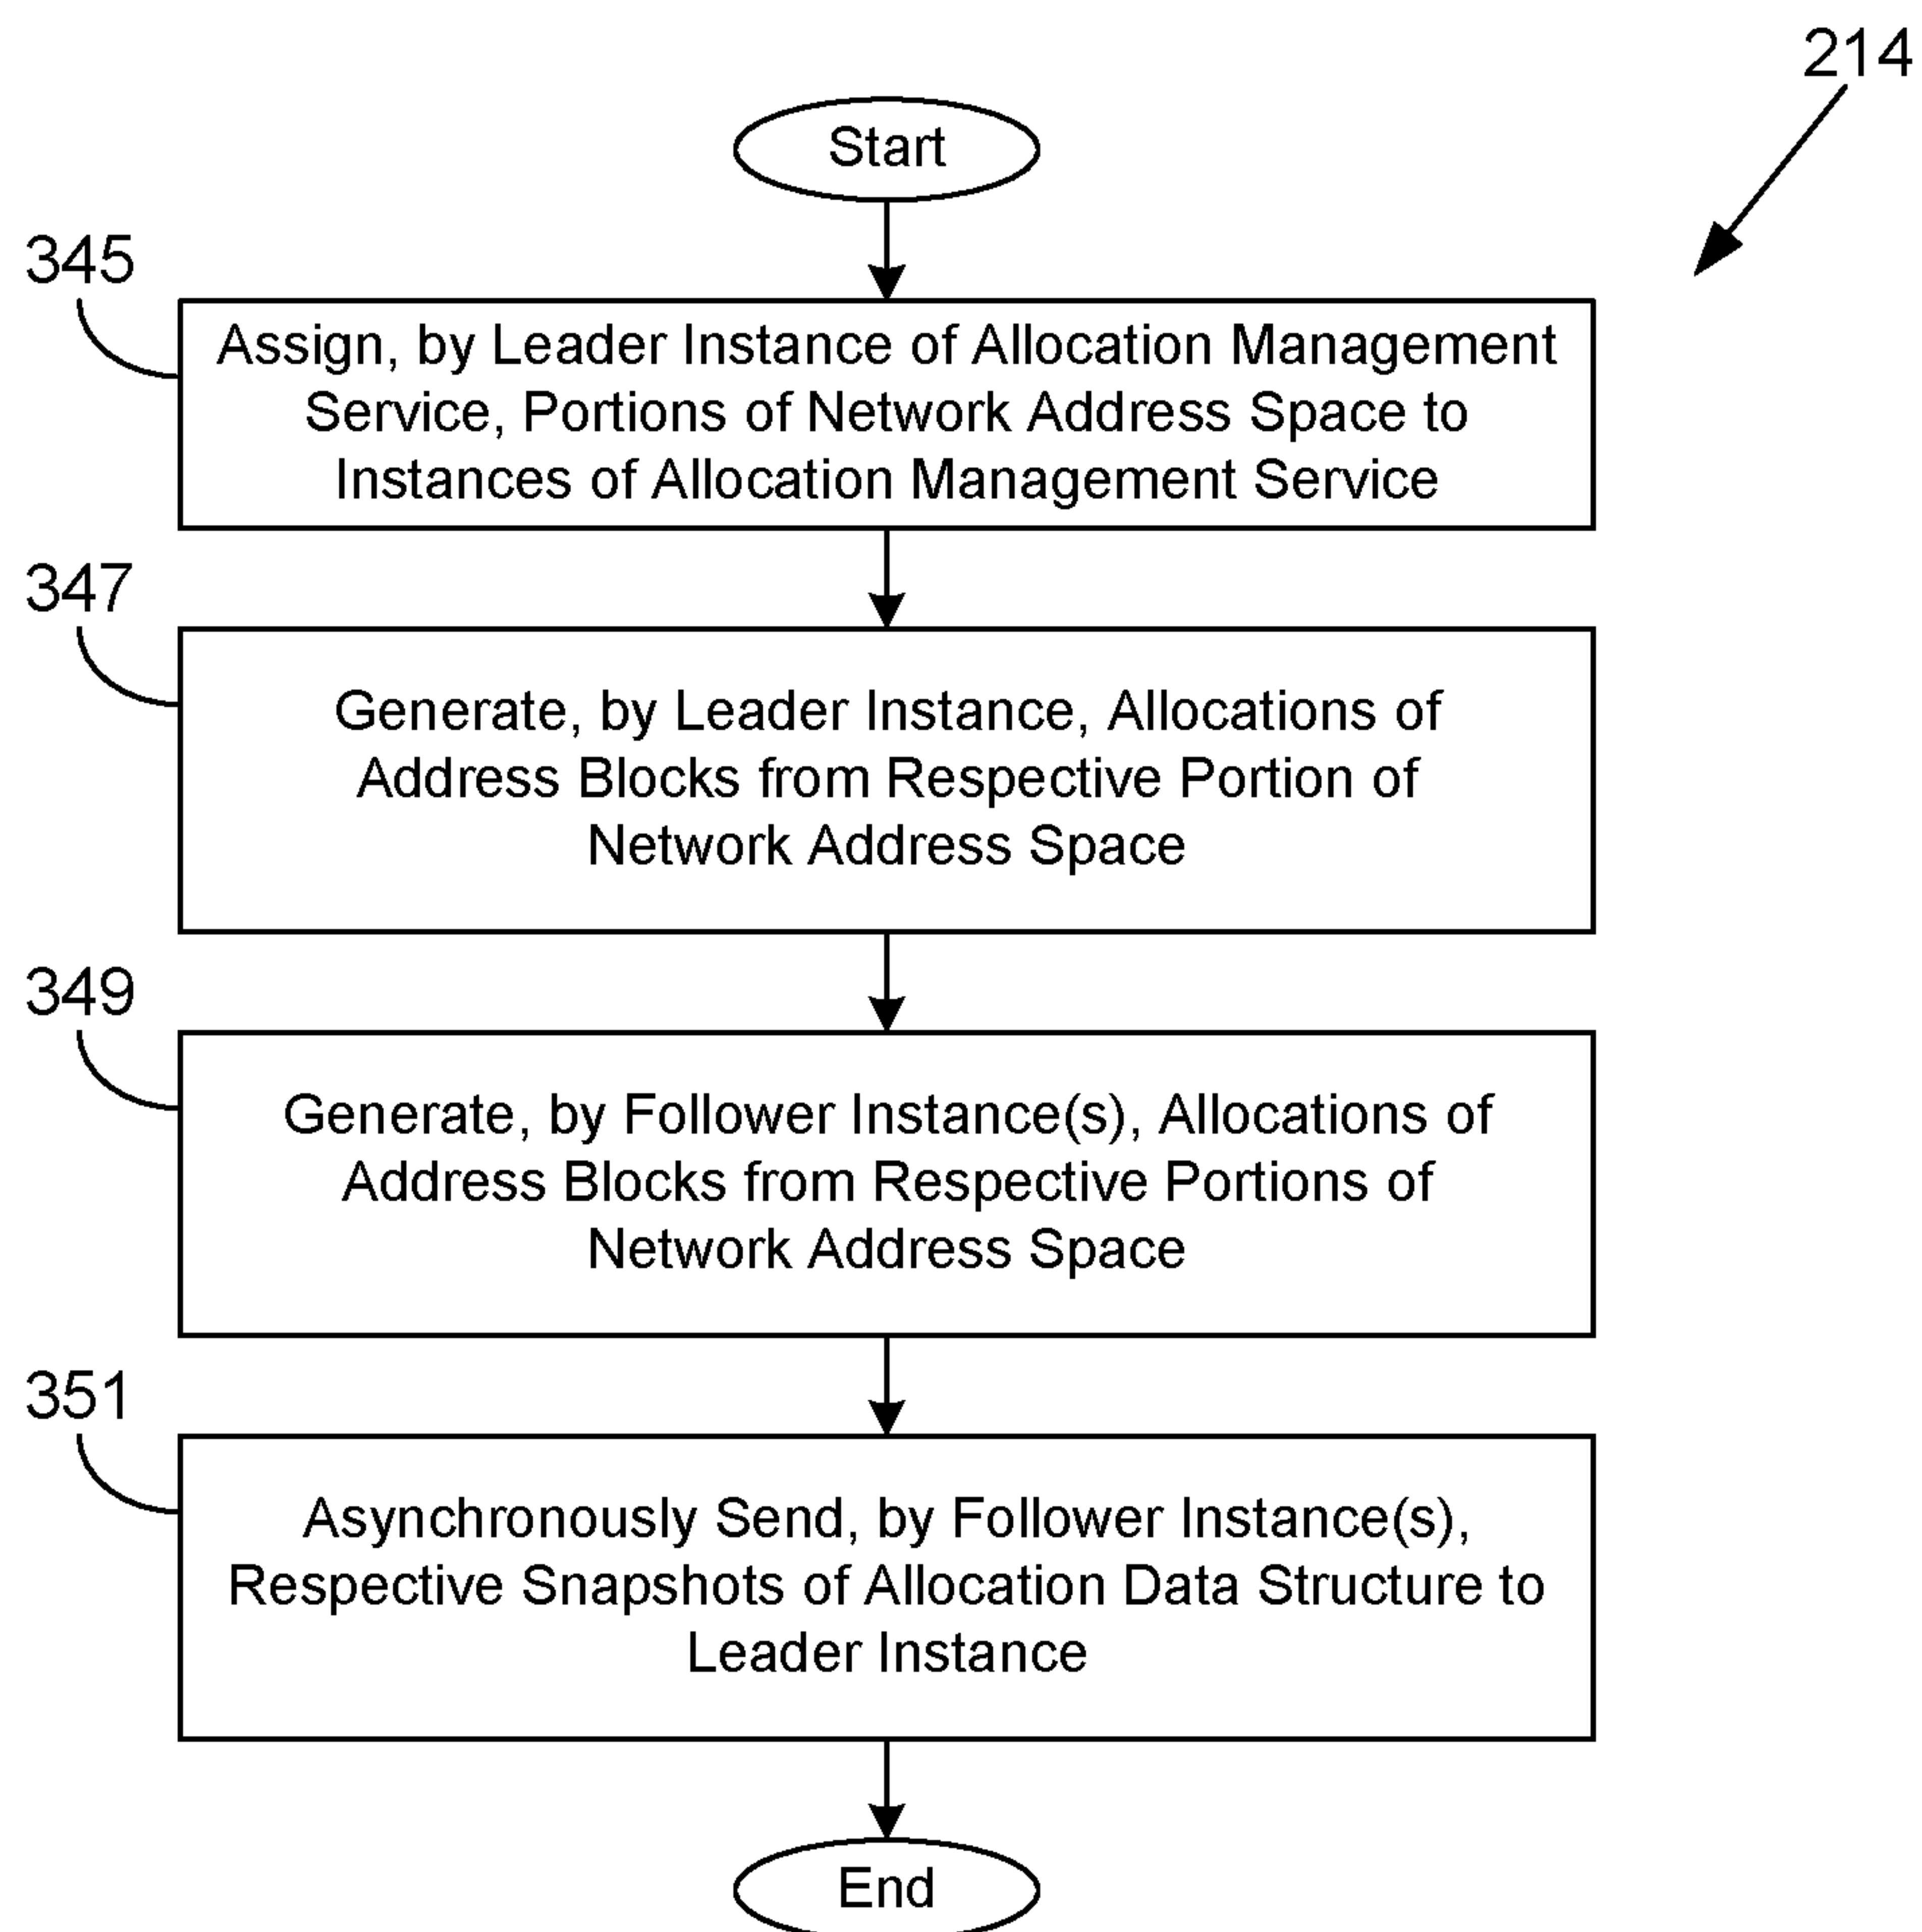 214
Start
345
Assign, by Leader Instance of Allocation Management
Service, Portions of Network Address Space to
Instances of Allocation Management Service
347
Generate, by Leader Instance, Allocations of
Address Blocks from Respective Portion of
Network Address Space
349
Generate, by Follower Instance(s), Allocations of
Address Blocks from Respective Portions of
Network Address Space
351
Asynchronously Send, by Follower Instance(s),
Respective Snapshots of Allocation Data Structure to
Leader Instance
End